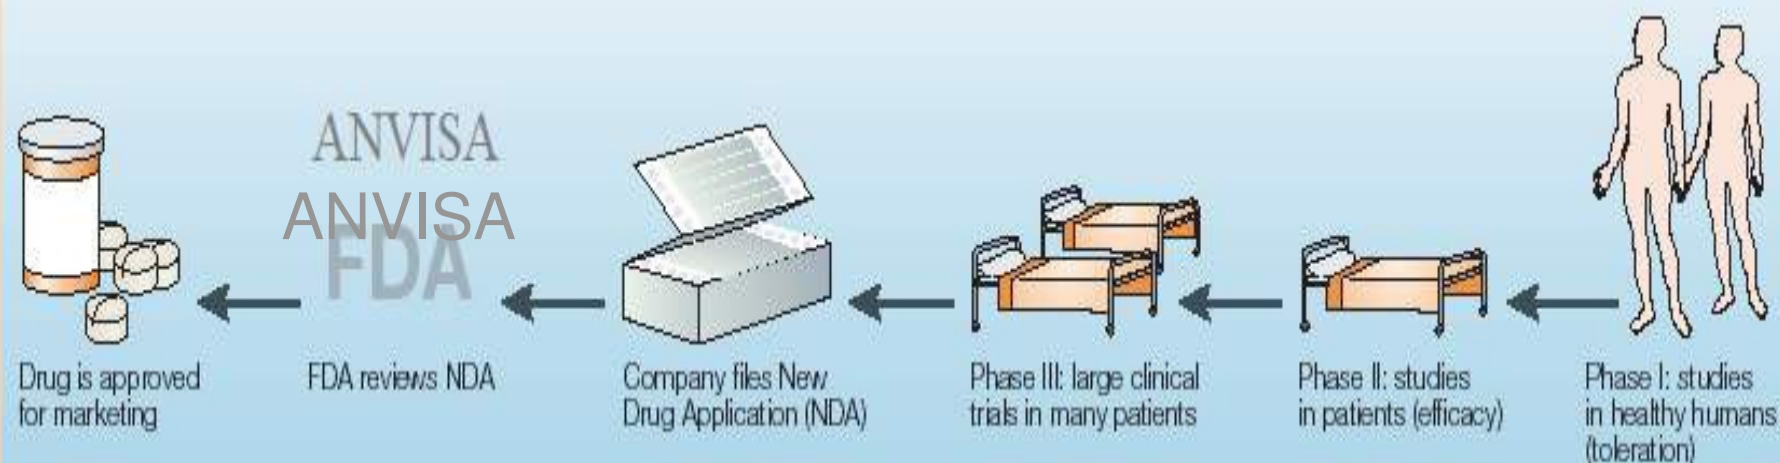 ANVISA
ANVISA
FDA
Drug is approved
for marketing
FDA reviews NDA
Company files New
Drug Application (NDA)
Phase III: large clinical
trials in many patients
Phase II: studies
in patients (efficacy)
Phase I: studies
in healthy humans
(toleration)